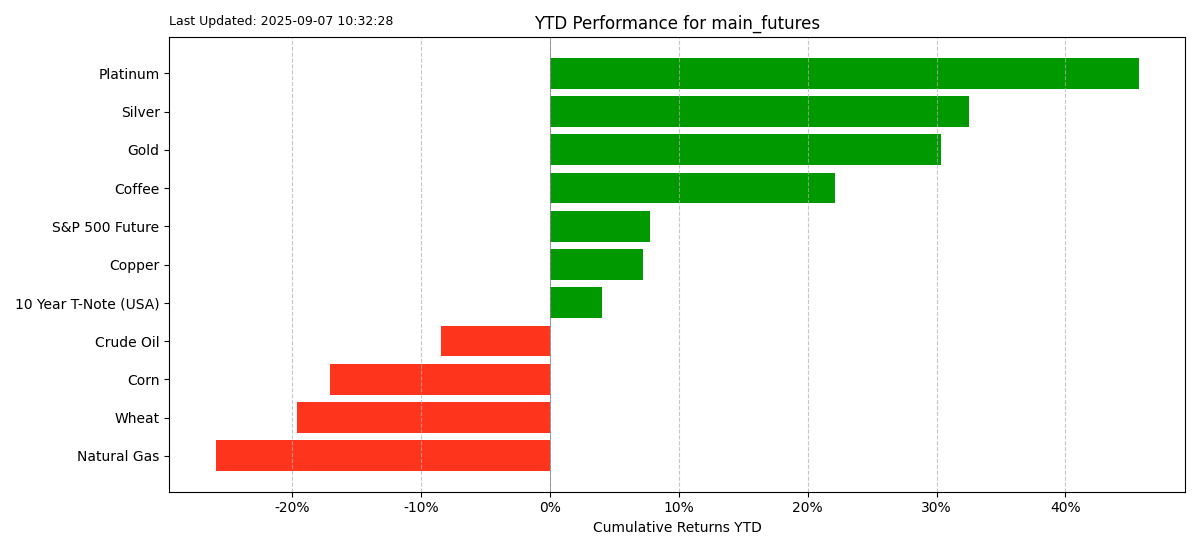 Last Updated: 2025-09-07 10:32:28
YTD Performance for main_futures
Platinum
Silver
Gold
Coffee
S&P 500 Future
Copper
10 Year T-Note (USA)
Crude Oil
Corn
Wheat
Natural Gas
-20% -10% 0% 10% 20% 30% 40%
Cumulative Returns YTD